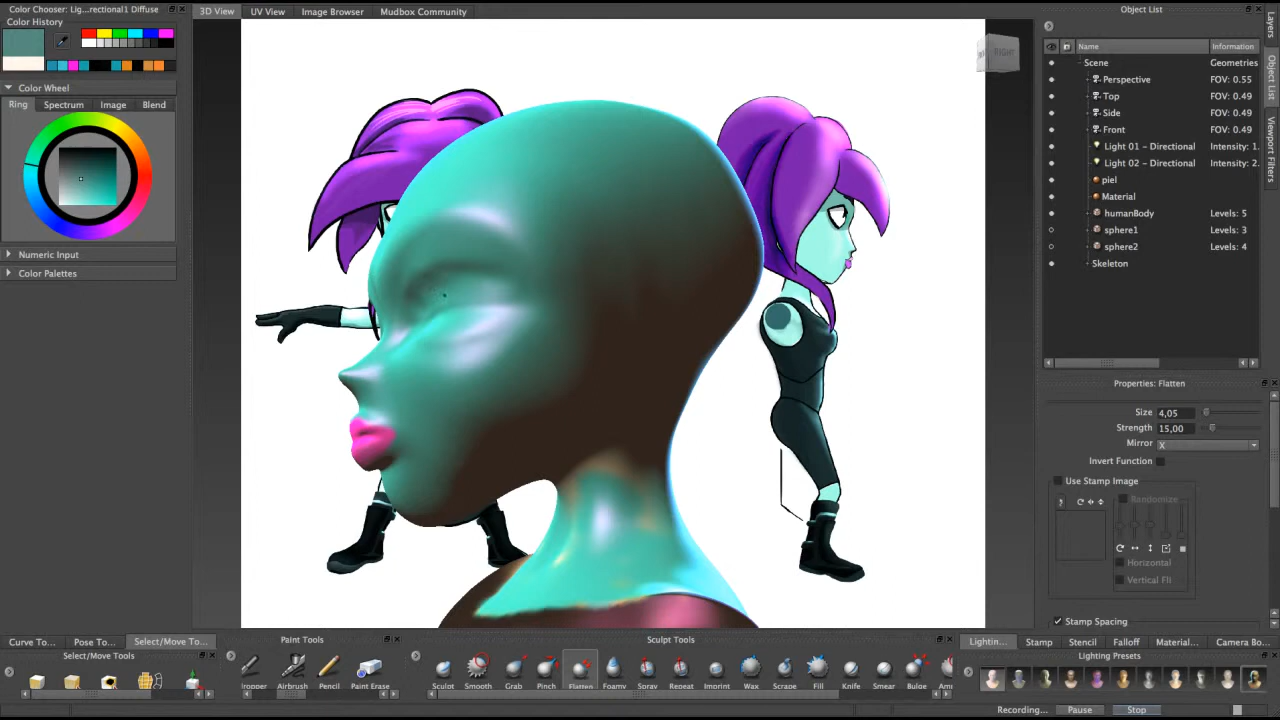 Color Chooser: Lig...rectional1 Diffuse
3D View
UV View
Image Browser
Mudbox Community
Object List
Color History
Color Wheel
Ring
Spectrum
Image
Blend
Numeric Input
Color Palettes
RIGHT
Name
Information
Scene
Geometries
Perspective
FOV: 0.55
Top
FOV: 0.49
Side
FOV: 0.49
Front
FOV: 0.49
Light 01 - Directional
Intensity: 1.
Light 02 - Directional
Intensity: 2.
piel
Material
humanBody
Levels: 5
sphere1
Levels: 3
sphere2
Levels: 4
Skeleton
Layers
Object List
Viewport Filters
Properties: Flatten
Size
4,05
Strength
15,00
Mirror
X
Invert Function
Use Stamp Image
Randomize
Horizontal
Vertical Fli
Stamp Spacing
Curve To...
Pose To...
Select/Move To...
Select/Move Tools
Paint Tools
Dropper
Airbrush
Pencil
Paint Erase
Sculpt Tools
Sculpt
Smooth
Grab
Pinch
Flatten
Foamy
Spray
Repeat
Imprint
Wax
Scrape
Fill
Knife
Smear
Bulge
Am
Lightin...
Stamp
Stencil
Falloff
Material...
Camera Bo...
Lighting Presets
Recording...
Pause
Stop